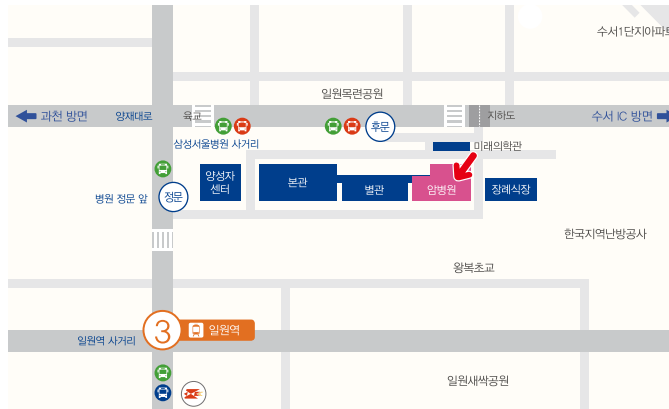 수서1단지아파트
일원목련공원
과천 방면
양재대로
육교
지하도
수서 IC 방면
후문
삼성서울병원 사거리
미래의학관
양성자
센터
본관
별관
암병원
장례식장
병원 정문 앞
정문
한국지역난방공사
왕복초교
3
일원역
일원역 사거리
일원새싹공원